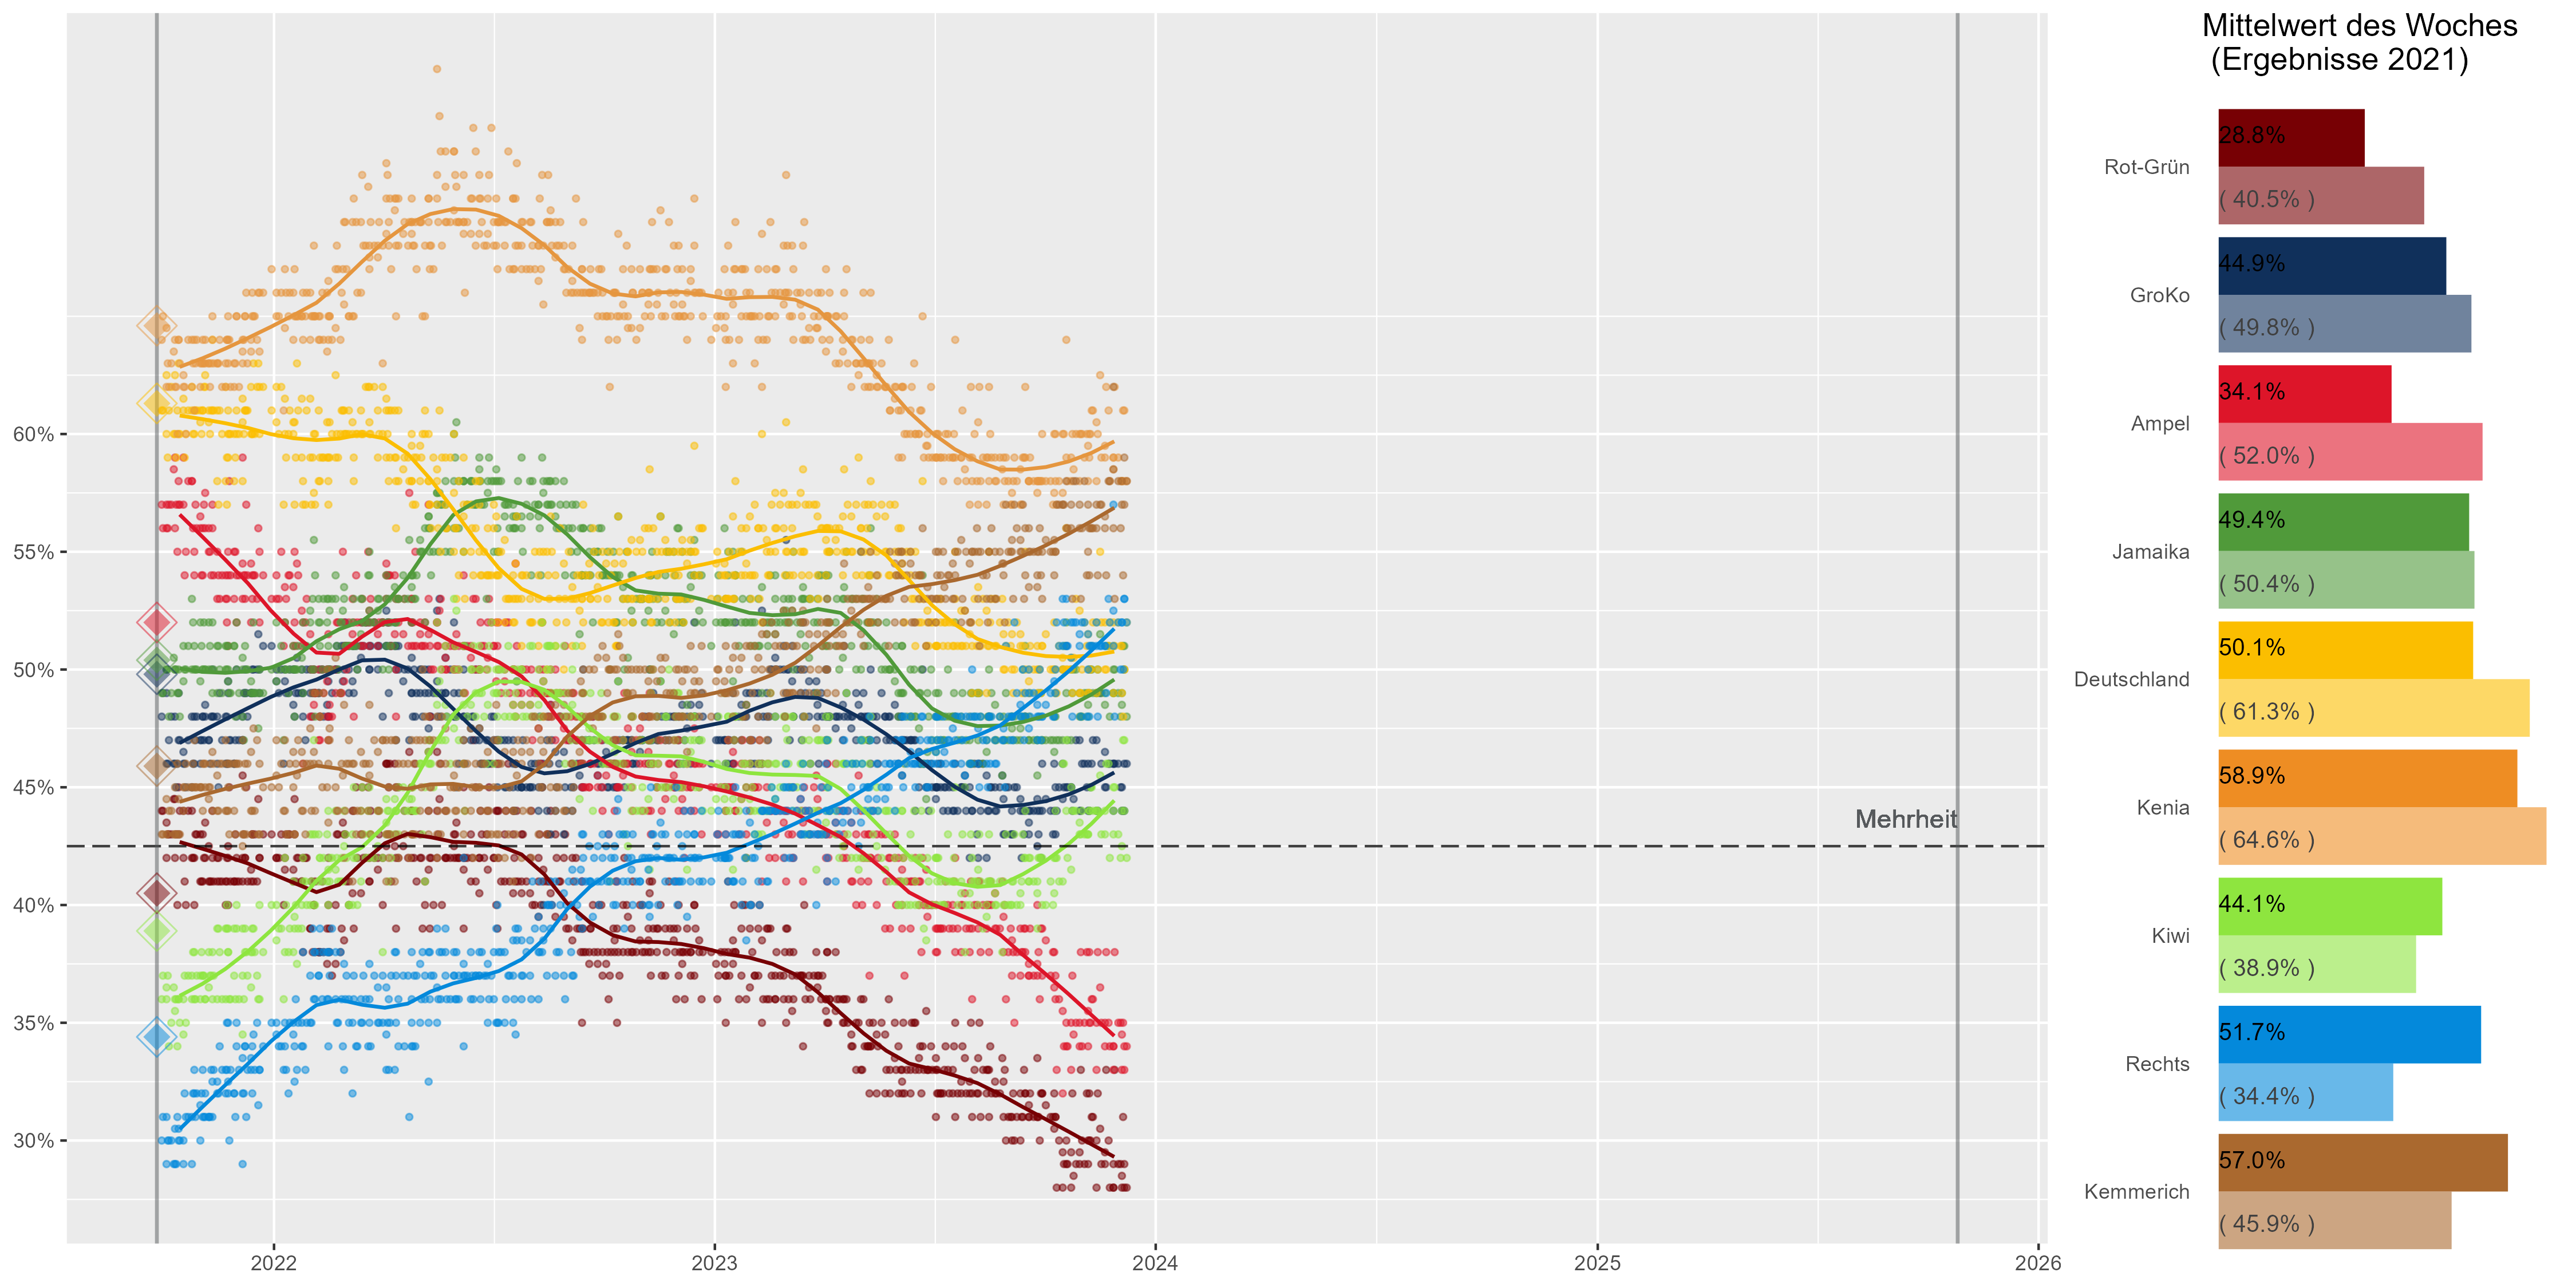 60%
55%
50%
45%
40%
35%
30%
2022
2023
2024
2025
2026
Mehrheit
Mittelwert des Woches
(Ergebnisse 2021)
Rot-Grün
28.8%
( 40.5% )
GroKo
44.9%
( 49.8% )
Ampel
34.1%
( 52.0% )
Jamaika
49.4%
( 50.4% )
Deutschland
50.1%
( 61.3% )
Kenia
58.9%
( 64.6% )
Kiwi
44.1%
( 38.9% )
Rechts
51.7%
( 34.4% )
Kemmerich
57.0%
( 45.9% )